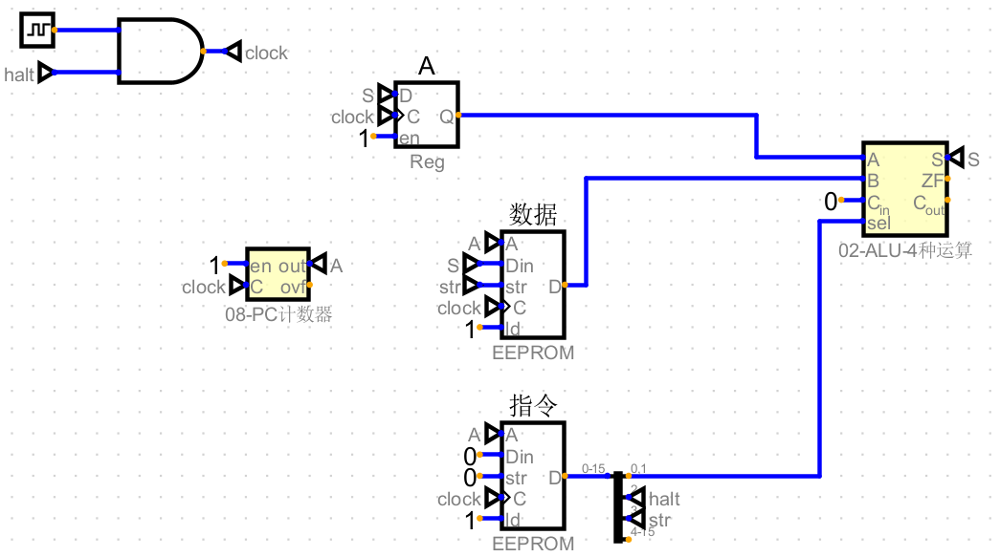 halt
clock
A
S
D
clock
C
Q
1
en
Reg
A
B
0
Cin
sel
S
ZF
Cout
S
02-ALU-4种运算
1
en
out
A
clock
C
ovf
08-PC计数器
数据
A
A
S
Din
str
str
D
clock
C
1
ld
EEPROM
指令
A
A
0
Din
0
str
D
clock
C
1
ld
EEPROM
0-15
0,1
2
halt
3
str
4-15